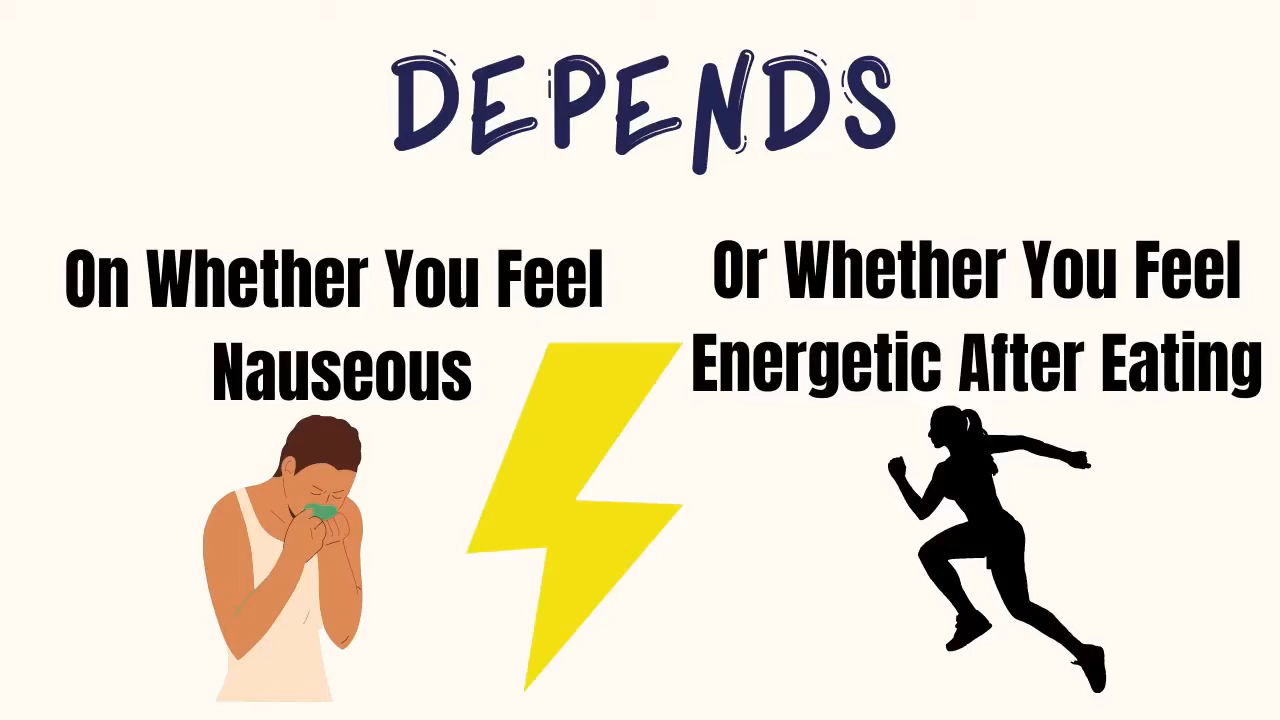 DEPENDS
On Whether You Feel
Nauseous
Or Whether You Feel
Energetic After Eating